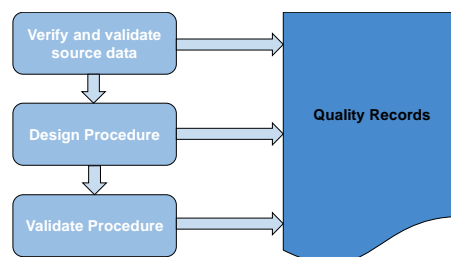 Verify and validate
source data
Design Procedure
Quality Records
Validate Procedure